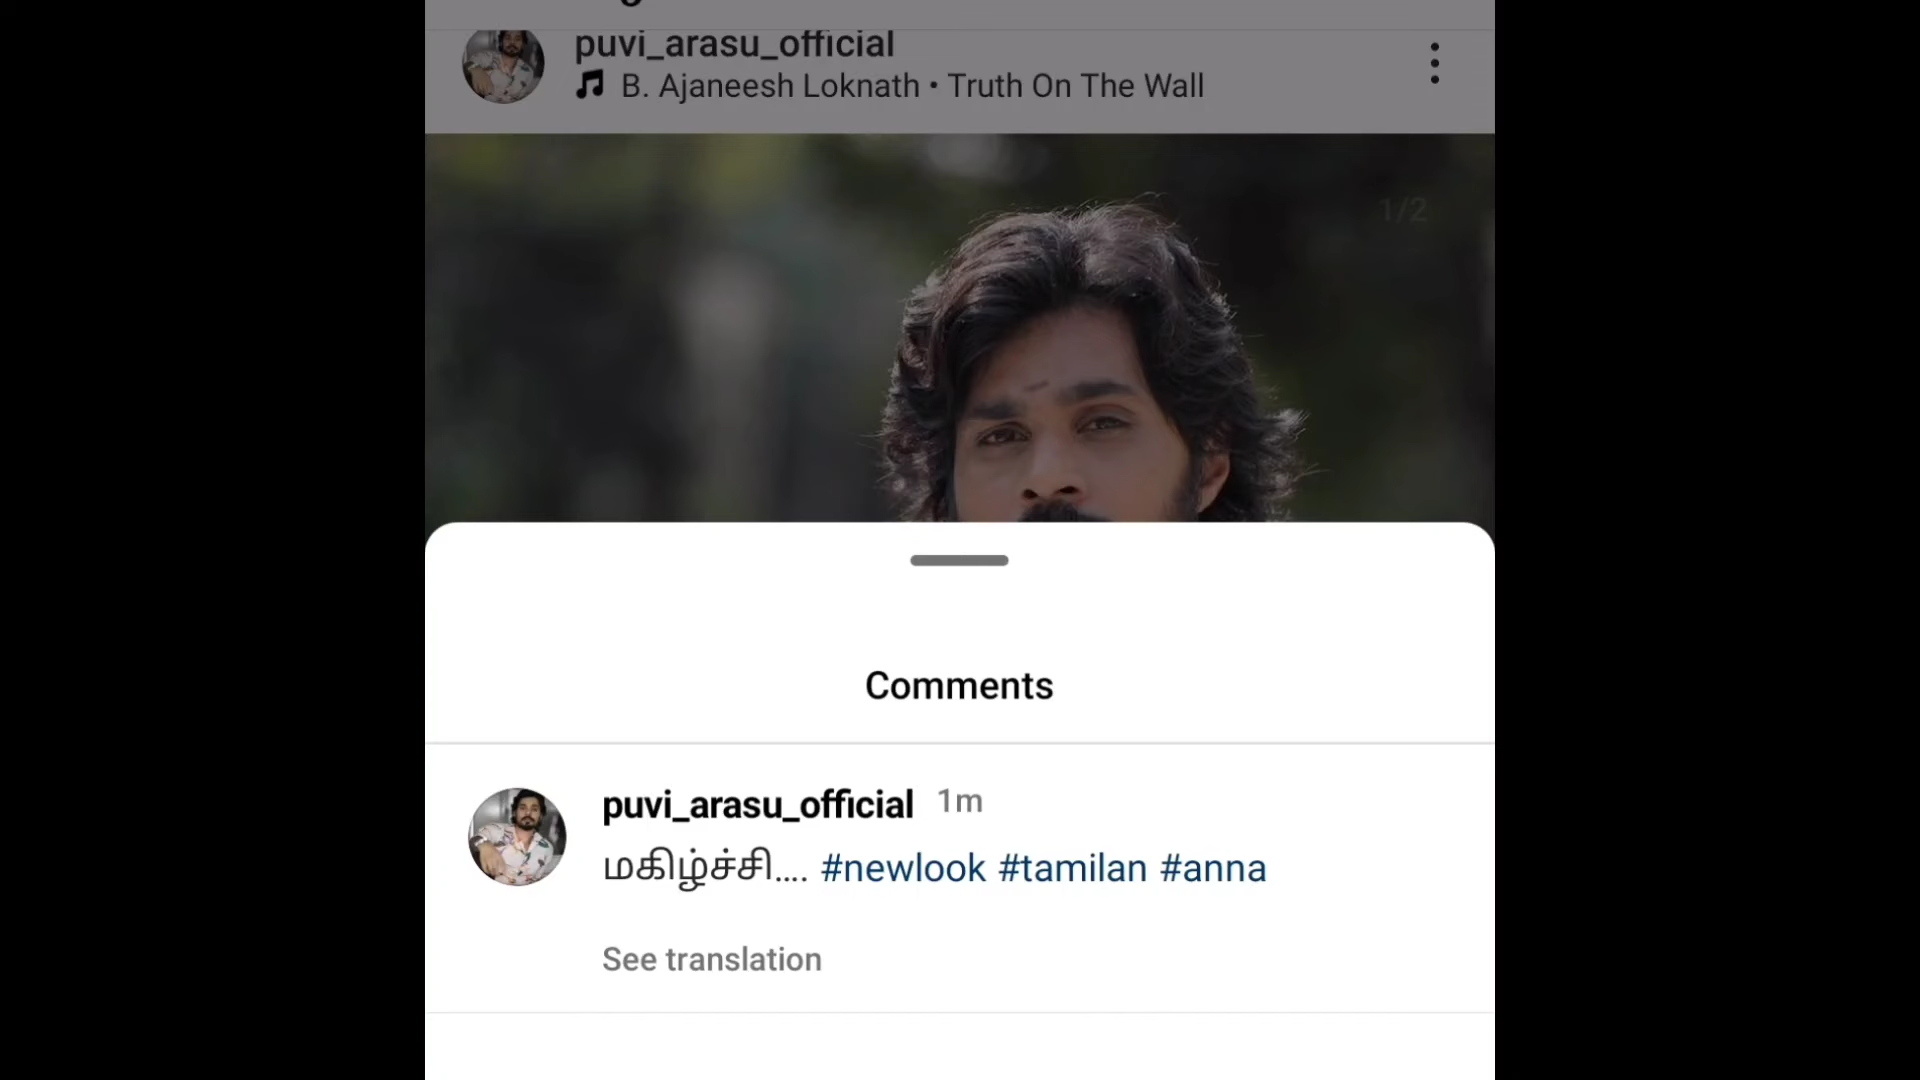 puvi_arasu_official
B. Ajaneesh Loknath • Truth On The Wall
1/2
Comments
puvi_arasu_official 1m
மகிழ்ச்சி.... #newlook #tamilan #anna
See translation